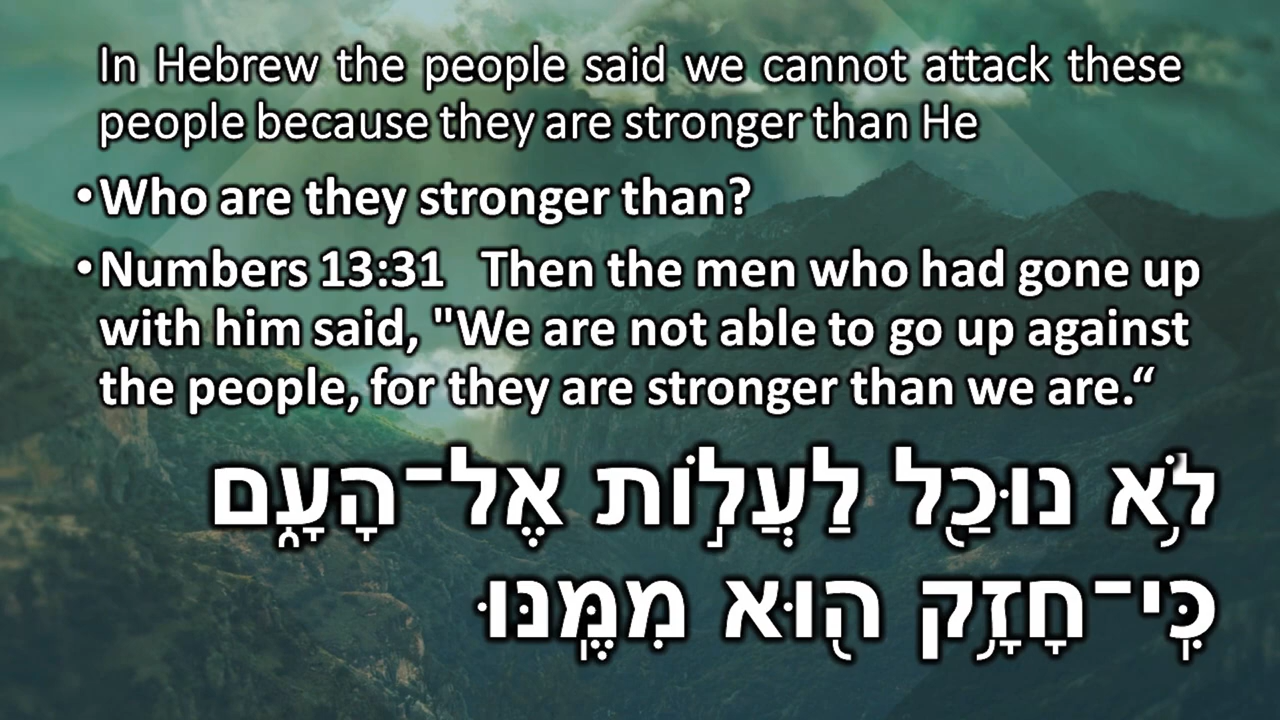 In Hebrew the people said we cannot attack these
people because they are stronger than He
•Who are they stronger than?
•Numbers 13:31 Then the men who had gone up
with him said, "We are not able to go up against
the people, for they are stronger than we are.“
לֹ֥א נוּכַ֖ל לַעֲל֣וֹת אֶל־הָעָ֑ם
כִּֽי־חָזָ֥ק ה֖וּא מִמֶּֽנּוּ